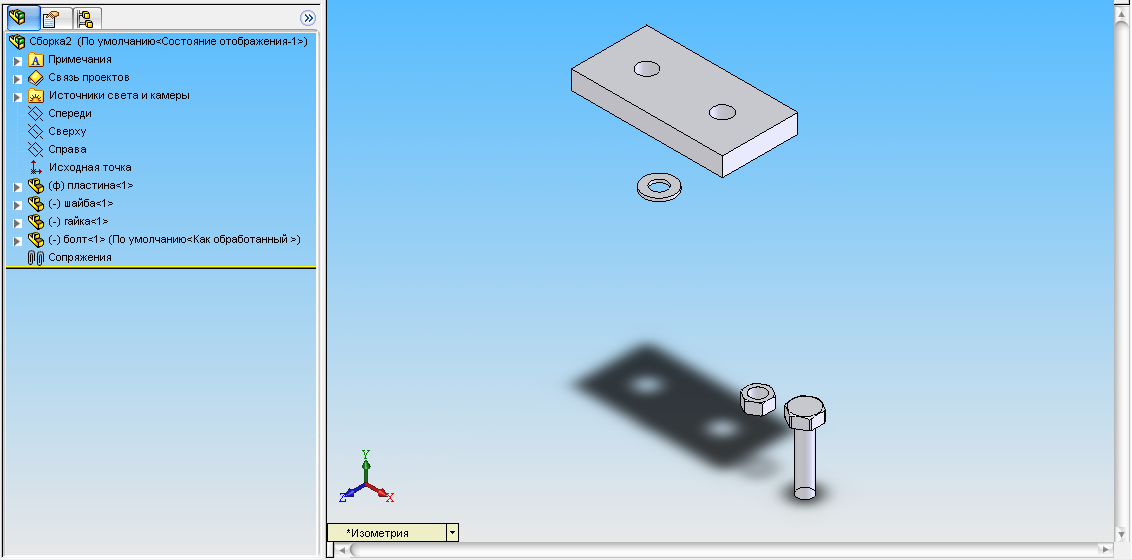 Сборка2 (По умолчанию<Состояние отображения-1>)
A Примечания
Связь проектов
Источники света и камеры
Спереди
Сверху
Справа
Исходная точка
(ф) пластина<1>
(-) шайба<1>
(-) гайка<1>
(-) болт<1> (По умолчанию<Как обработанный >)
Сопряжения
Y
Z
X
*Изометрия